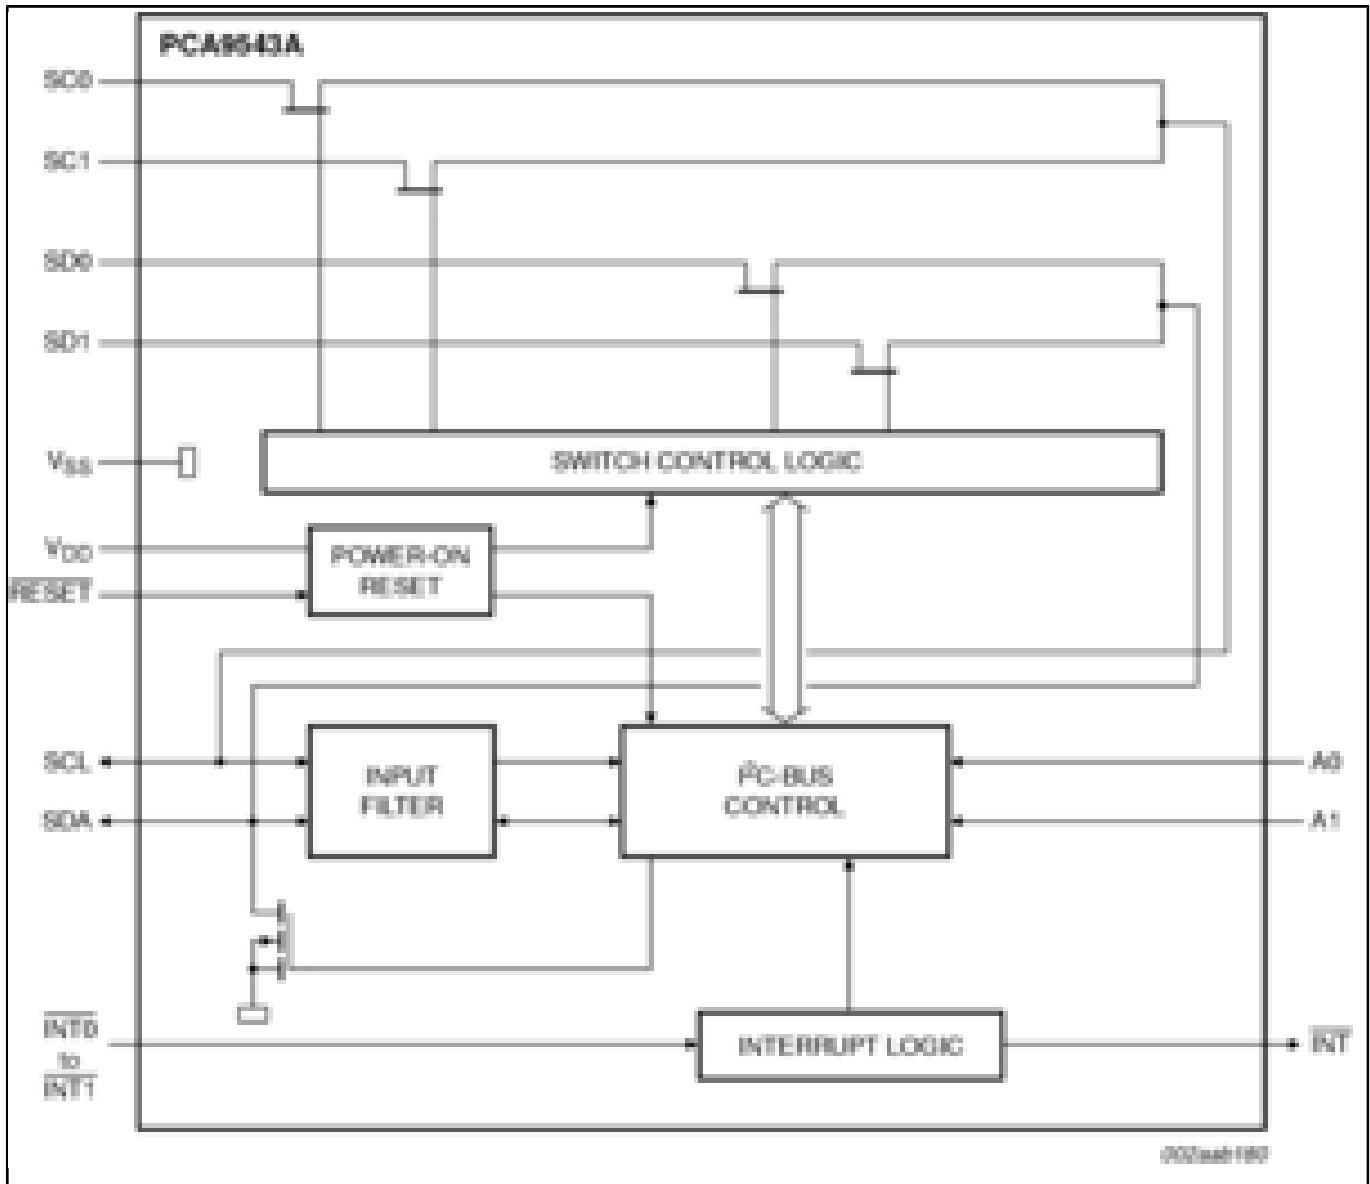 PCA9543A
SC0
SC1
SD0
SD1
VSS
SWITCH CONTROL LOGIC
VDD
POWER-ON
RESET
RESET
SCL
INPUT
FILTER
I²C-BUS
CONTROL
A0
SDA
A1
INT0
to
INT1
INTERRUPT LOGIC
INT
002aab180